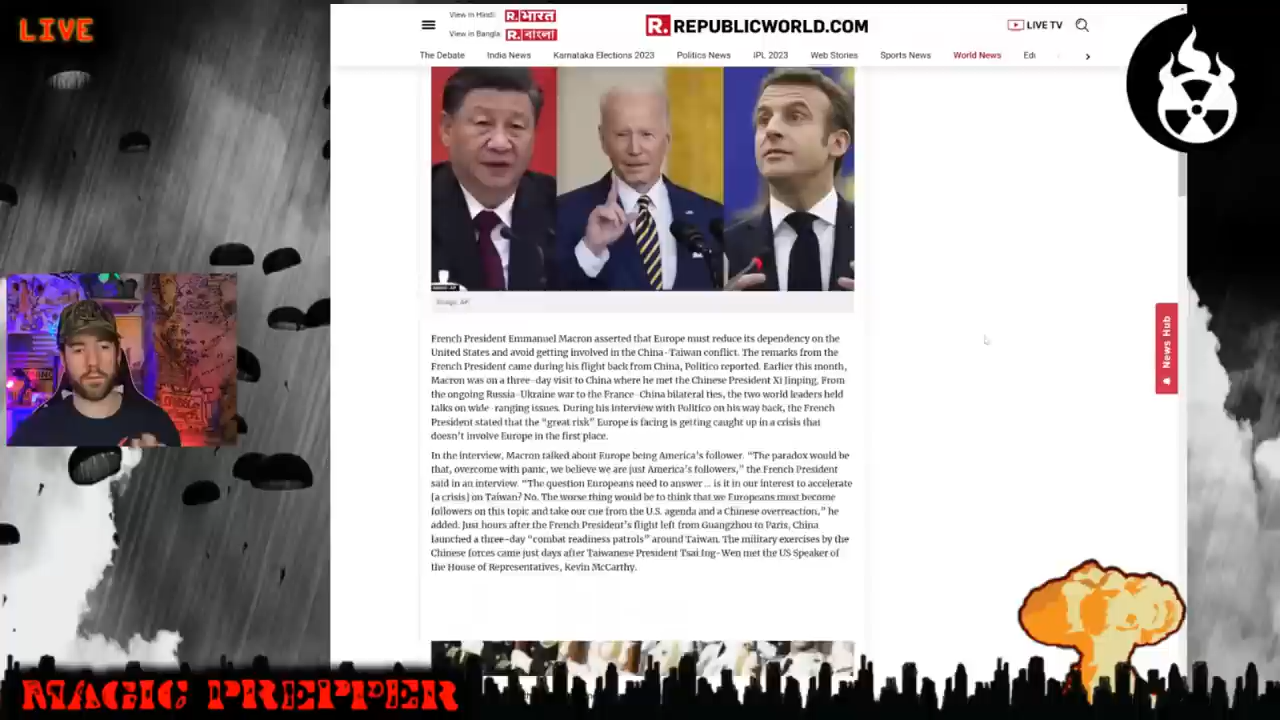 LIVE
View in Hindi:
R.भारत
View in Bangla:
R.বাংলা
R. REPUBLICWORLD.COM
LIVE TV
The Debate
India News
Karnataka Elections 2023
Politics News
IPL 2023
Web Stories
Sports News
World News
Edu
Image: AP
French President Emmanuel Macron asserted that Europe must reduce its dependency on the
United States and avoid getting involved in the China-Taiwan conflict. The remarks from the
French President came during his flight back from China, Politico reported. Earlier this month,
Macron was on a three-day visit to China where he met the Chinese President Xi Jinping. From
the ongoing Russia-Ukraine war to the France-China bilateral ties, the two world leaders held
talks on wide-ranging issues. During his interview with Politico on his way back, the French
President stated that the “great risk” Europe is facing is getting caught up in a crisis that
doesn’t involve Europe in the first place.
In the interview, Macron talked about Europe being America’s follower. “The paradox would be
that, overcome with panic, we believe we are just America’s followers,” the French President
said in an interview. “The question Europeans need to answer … is it in our interest to accelerate
[a crisis] on Taiwan? No. The worse thing would be to think that we Europeans must become
followers on this topic and take our cue from the U.S. agenda and a Chinese overreaction,” he
added. Just hours after the French President’s flight left from Guangzhou to Paris, China
launched a three-day “combat readiness patrols” around Taiwan. The military exercises by the
Chinese forces came just days after Taiwanese President Tsai Ing-Wen met the US Speaker of
the House of Representatives, Kevin McCarthy.
News Hub
MAGIC PREPPER